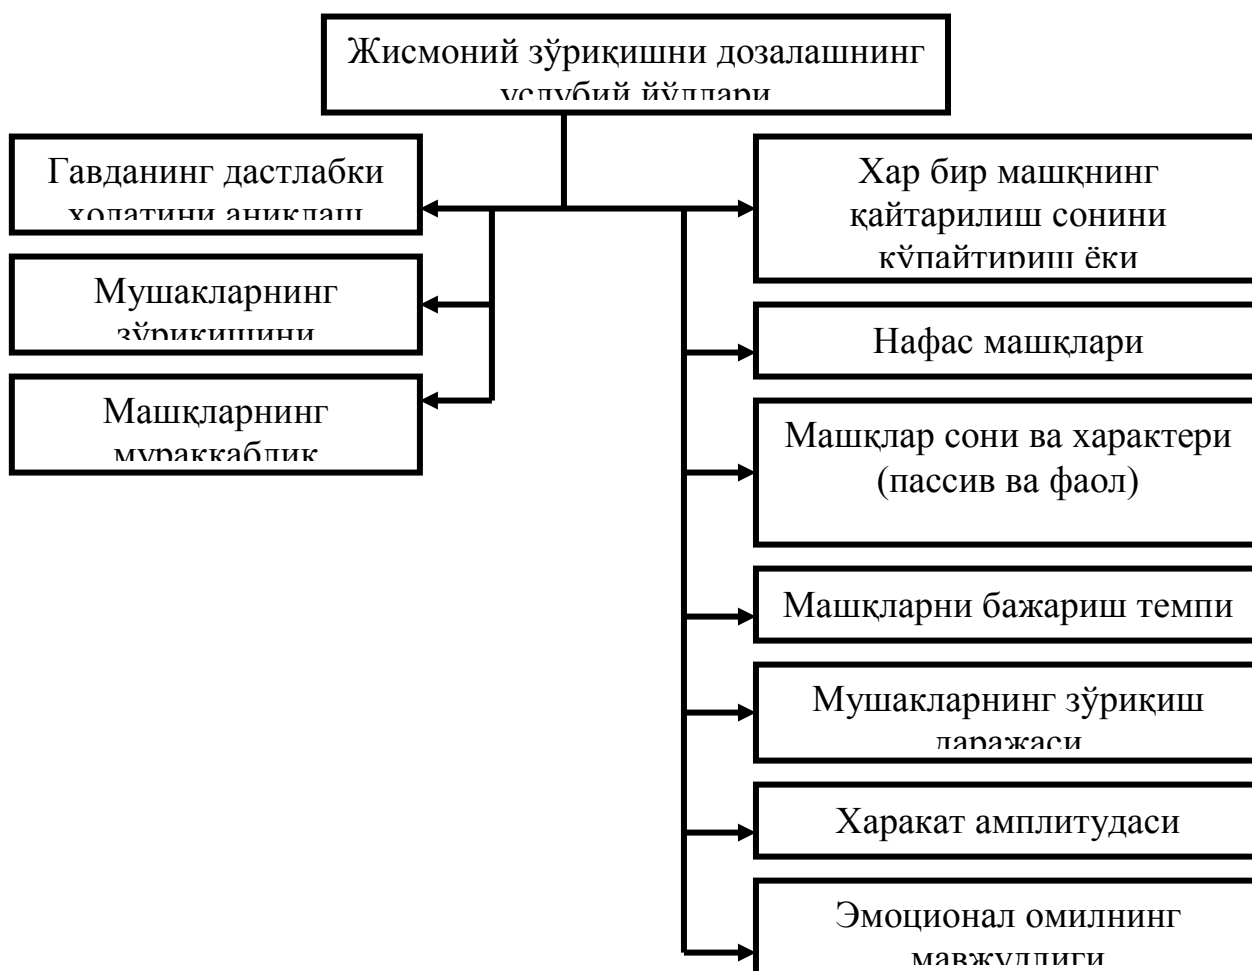 Жисмоний зўриқишни дозалашнинг
услубий йўллари
Гавданинг дастлабки
ҳолатини аниқлаш
Мушакларнинг
зўриқишини
Машқларнинг
мураккаблик
Хар бир машқнинг
қайтарилиш сонини
кўпайтириш ёки
Нафас машқлари
Машқлар сони ва характери
(пассив ва фаол)
Машқларни бажариш темпи
Мушакларнинг зўриқиш
даражаси
Харакат амплитудаси
Эмоционал омилнинг
мавжудлиги